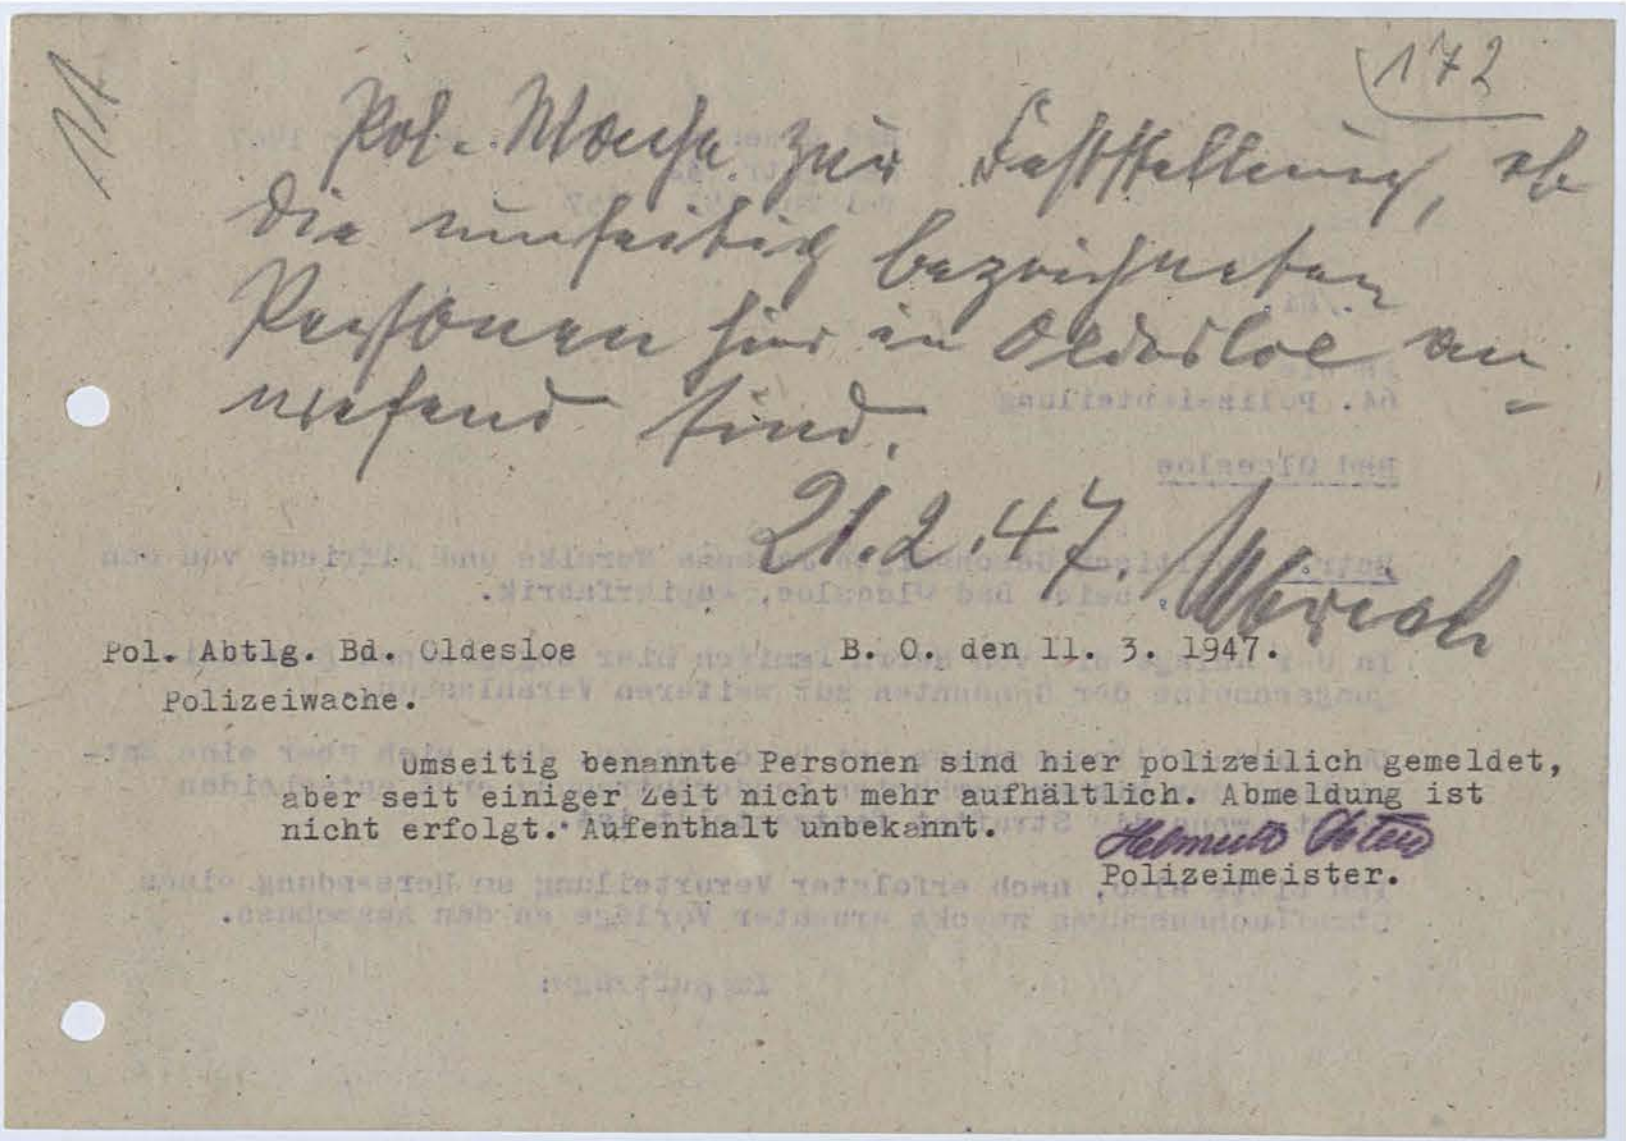 172
Pol. Wache zur Feststellung, ob
die umseitig bezeichneten
Personen hier in Oldesloe an=
wesend sind.
21.2.47.
Pol. Abtlg. Bd. Oldesloe B. O. den 11. 3. 1947.
Polizeiwache.
Umseitig benannte Personen sind hier polizeilich gemeldet,
aber seit einiger Zeit nicht mehr aufhältlich. Abmeldung ist
nicht erfolgt. Aufenthalt unbekannt.
Helmuth
Polizeimeister.